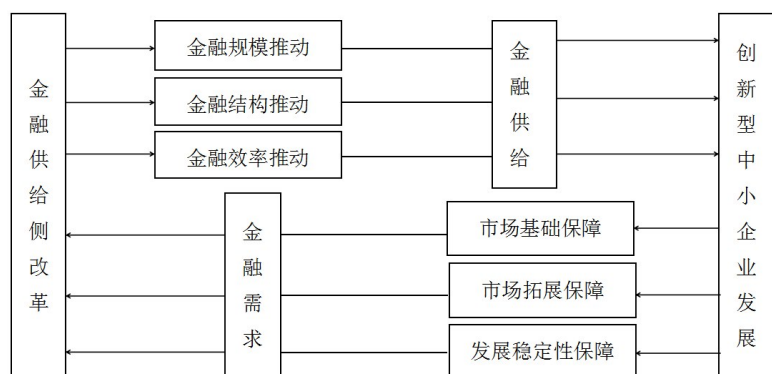 金融供给侧改革
金融规模推动
金融结构推动
金融效率推动
金融供给
创新型中小企业发展
金融需求
市场基础保障
市场拓展保障
发展稳定性保障